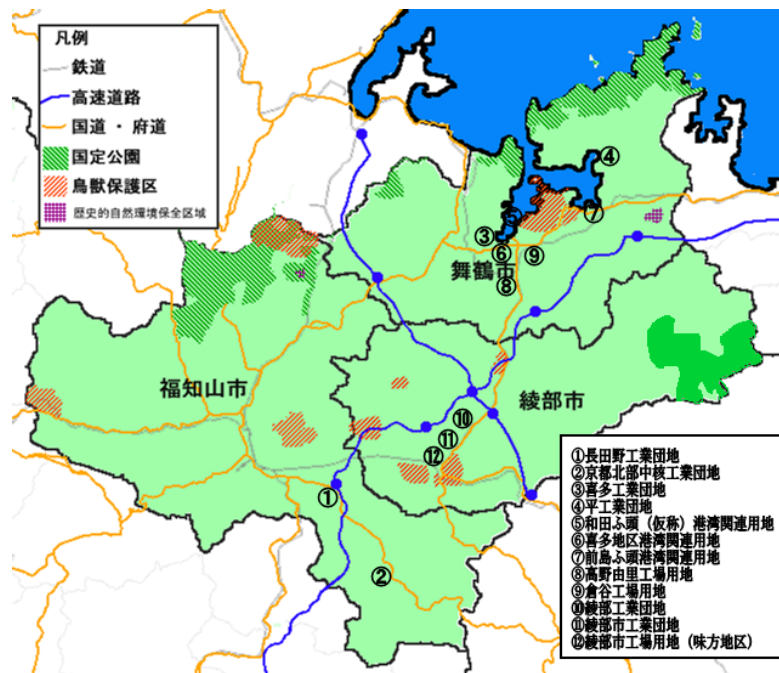 凡例
鉄道
高速道路
国道・府道
国定公園
鳥獣保護区
歴史的自然環境保全区域
④
⑤
⑦
③
⑥
⑨
舞鶴市
⑧
福知山市
綾部市
⑩
⑪
⑫
①
②
①長田野工業団地
②京都北部中核工業団地
③喜多工業団地
④平工業団地
⑤和田ふ頭（仮称）港湾関連用地
⑥喜多地区港湾関連用地
⑦前島ふ頭港湾関連用地
⑧高野由里工場用地
⑨倉谷工場用地
⑩綾部工業団地
⑪綾部市工業団地
⑫綾部市工場用地（味方地区）